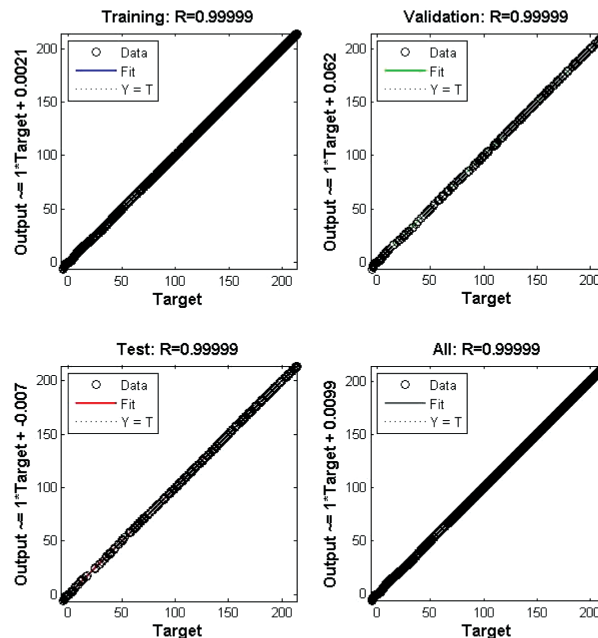 Training: R=0.99999
Output ~= 1*Target + 0.0021
200
150
100
50
0
Data
Fit
Y = T
0 50 100 150 200
Target
Validation: R=0.99999
Output ~= 1*Target + 0.062
200
150
100
50
0
Data
Fit
Y = T
0 50 100 150 200
Target
Test: R=0.99999
Output ~= 1*Target + -0.007
200
150
100
50
0
Data
Fit
Y = T
0 50 100 150 200
Target
All: R=0.99999
Output ~= 1*Target + 0.0099
200
150
100
50
0
Data
Fit
Y = T
0 50 100 150 200
Target